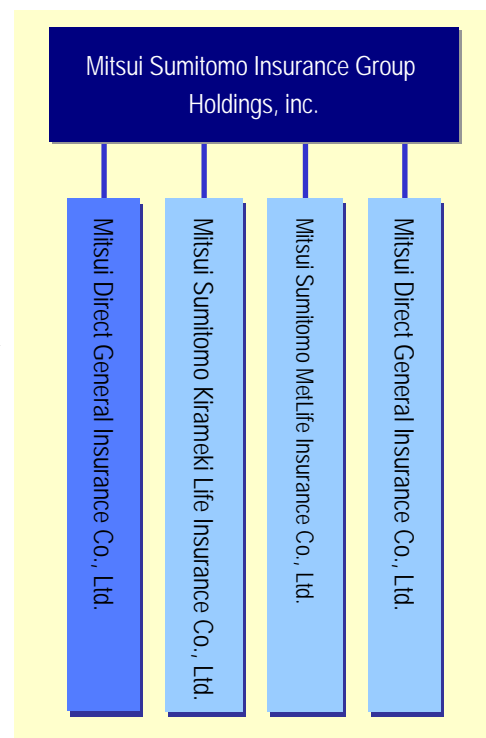 Mitsui Sumitomo Insurance Group
Holdings, inc.
Mitsui Direct General Insurance Co., Ltd.
Mitsui Sumitomo Kirameki Life Insurance Co., Ltd.
Mitsui Sumitomo MetLife Insurance Co., Ltd.
Mitsui Direct General Insurance Co., Ltd.